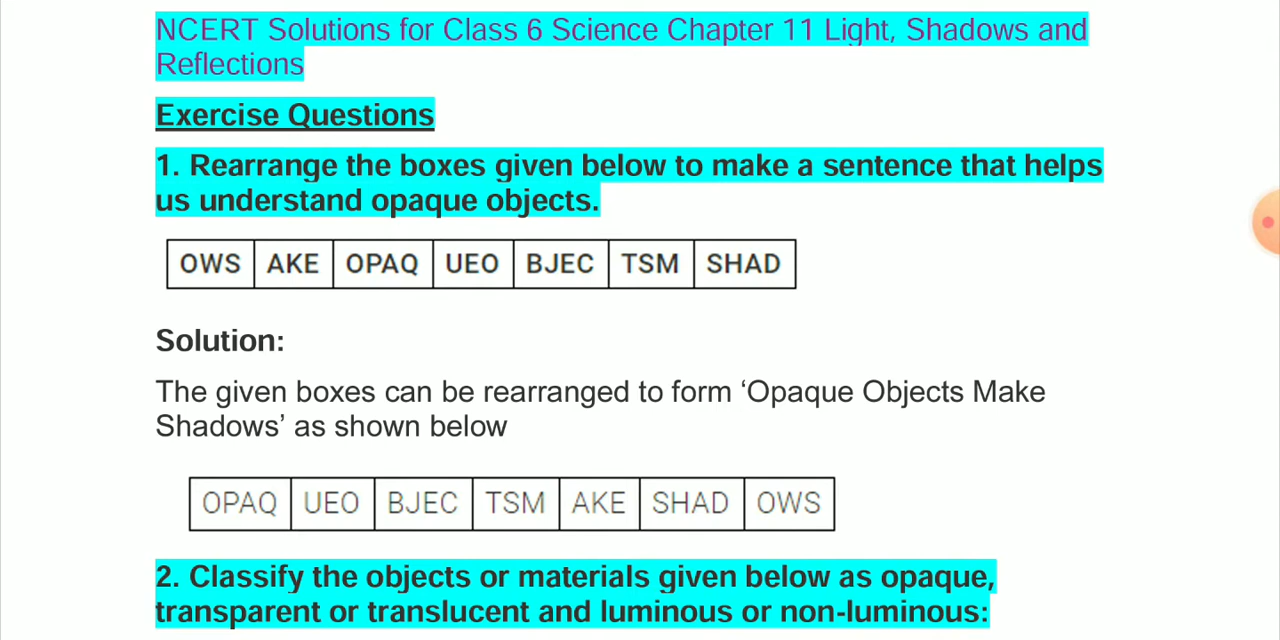 NCERT Solutions for Class 6 Science Chapter 11 Light, Shadows and
Reflections
Exercise Questions
1. Rearrange the boxes given below to make a sentence that helps
us understand opaque objects.
OWS AKE OPAQ UEO BJEC TSM SHAD
Solution:
The given boxes can be rearranged to form ‘Opaque Objects Make
Shadows’ as shown below
OPAQ UEO BJEC TSM AKE SHAD OWS
2. Classify the objects or materials given below as opaque,
transparent or translucent and luminous or non-luminous: